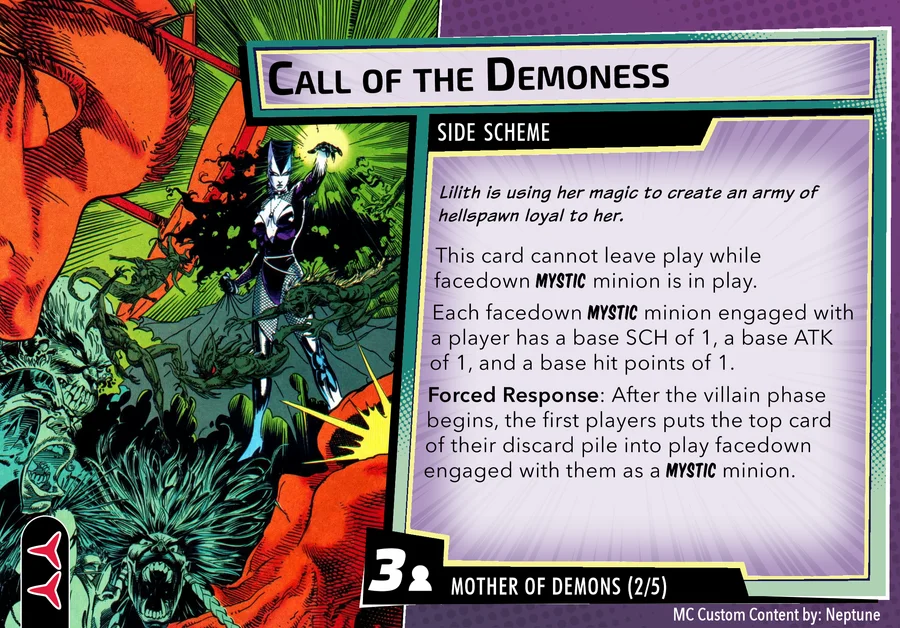 CALL OF THE DEMONESS
SIDE SCHEME
Lilith is using her magic to create an army of
hellspawn loyal to her.
This card cannot leave play while
facedown MYSTIC minion is in play.
Each facedown MYSTIC minion engaged with
a player has a base SCH of 1, a base ATK
of 1, and a base hit points of 1.
Forced Response: After the villain phase
begins, the first players puts the top card
of their discard pile into play facedown
engaged with them as a MYSTIC minion.
3
MOTHER OF DEMONS (2/5)
MC Custom Content by: Neptune